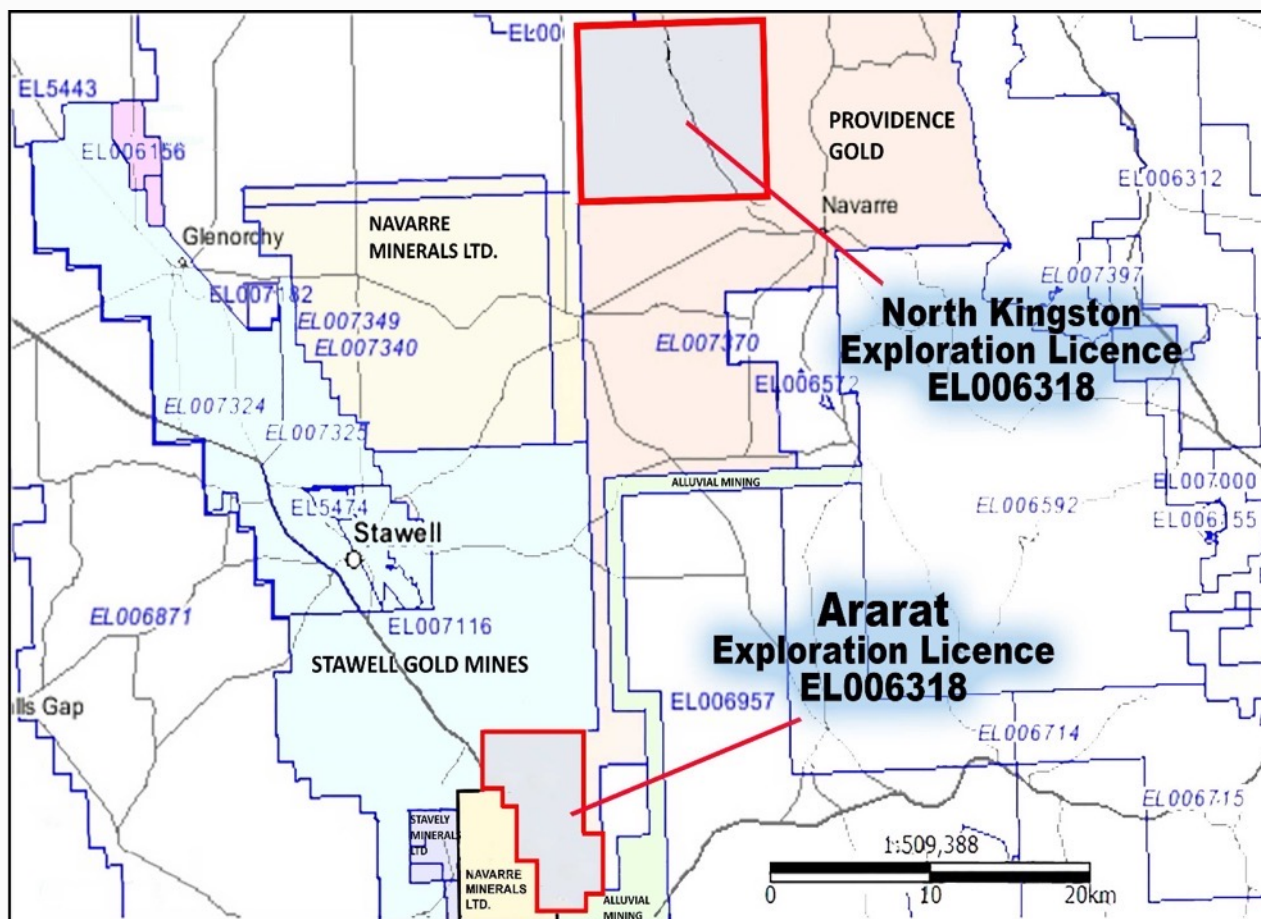 EL00
EL5443
EL006156
PROVIDENCE
GOLD
EL006312
Glenorchy
NAVARRE
MINERALS LTD.
Navarre
EL007182
EL007397
EL007349
EL007340
EL007370
North Kingston
Exploration Licence
EL006318
EL006572
EL007324
EL007325
ALLUVIAL MINING
EL007000
EL5474
EL006592
EL006155
Stawell
EL006871
EL007116
Ararat
Exploration Licence
EL006318
STAWELL GOLD MINES
lls Gap
EL006957
EL006714
EL006715
STAVELY
MINERALS
LTD
1:509,388
NAVARRE
MINERALS
LTD.
ALLUVIAL
MINING
0 10 20km